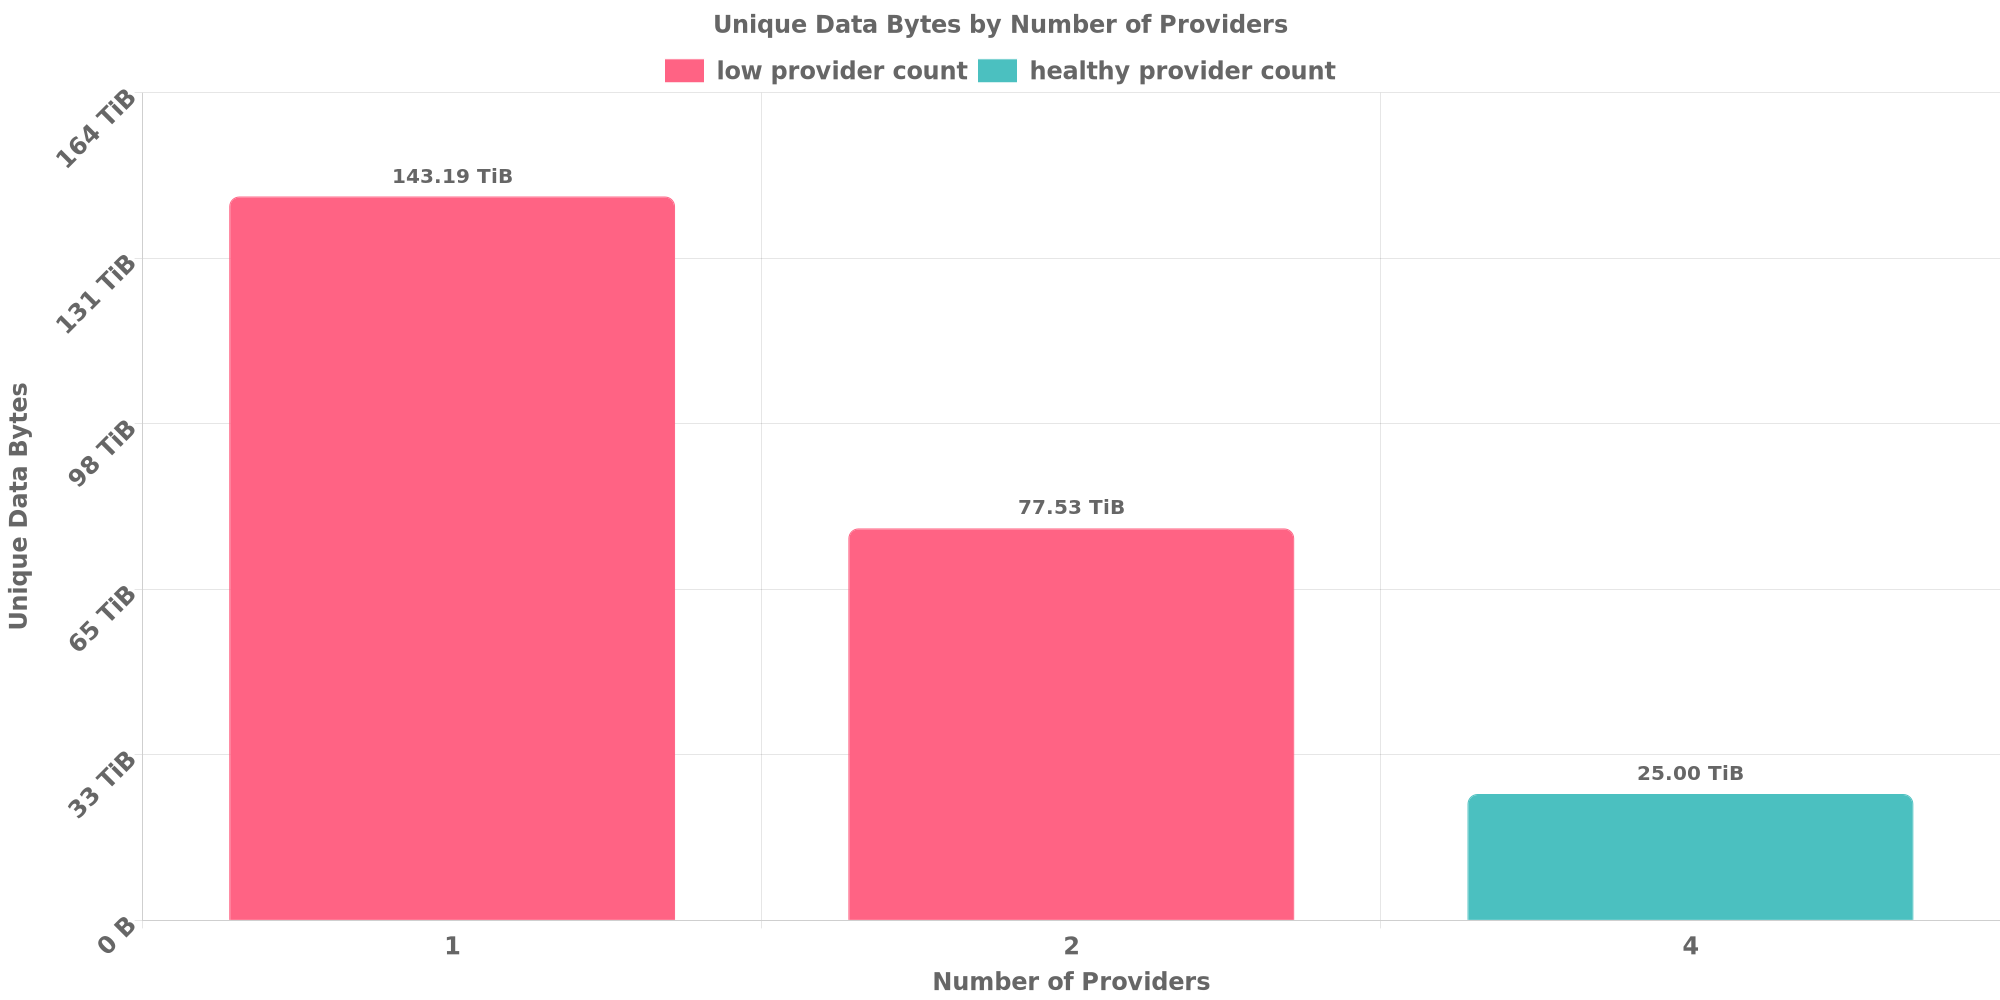 Unique Data Bytes by Number of Providers
low provider count
healthy provider count
164 TiB
131 TiB
98 TiB
65 TiB
33 TiB
0 B
Unique Data Bytes
143.19 TiB
77.53 TiB
25.00 TiB
1
2
4
Number of Providers